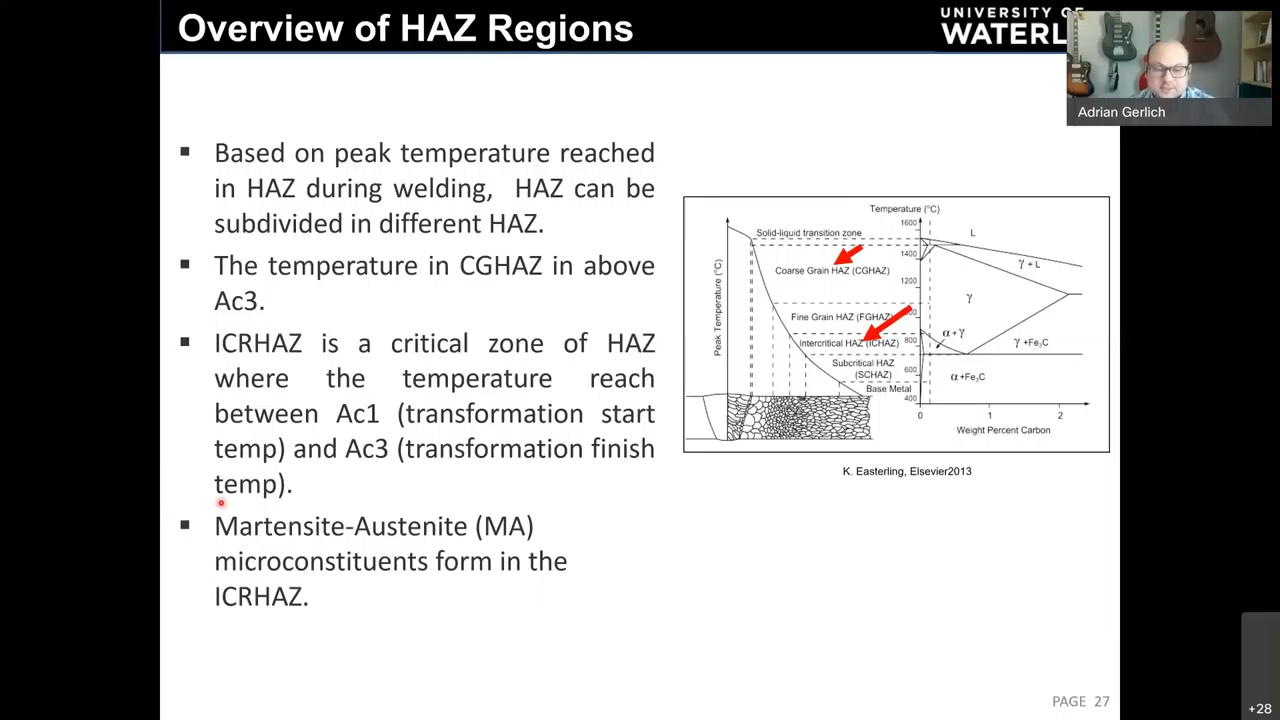 Overview of HAZ Regions
UNIVERSITY OF
WATERL
Adrian Gerlich
▪ Based on peak temperature reached
in HAZ during welding, HAZ can be
subdivided in different HAZ.
▪ The temperature in CGHAZ in above
Ac3.
▪ ICRHAZ is a critical zone of HAZ
where the temperature reach
between Ac1 (transformation start
temp) and Ac3 (transformation finish
temp).
▪ Martensite-Austenite (MA)
microconstituents form in the
ICRHAZ.
Temperature (°C)
1600
Solid-liquid transition zone
L
1400
γ + L
Coarse Grain HAZ (CGHAZ)
1200
γ
Peak Temperature (°C)
Fine Grain HAZ (FGHAZ)
α + γ
800
Intercritical HAZ (ICHAZ)
γ +Fe₃C
Subcritical HAZ
(SCHAZ)
600
α+Fe₃C
Base Metal
400
0
1
2
Weight Percent Carbon
K. Easterling, Elsevier2013
PAGE 27
+28